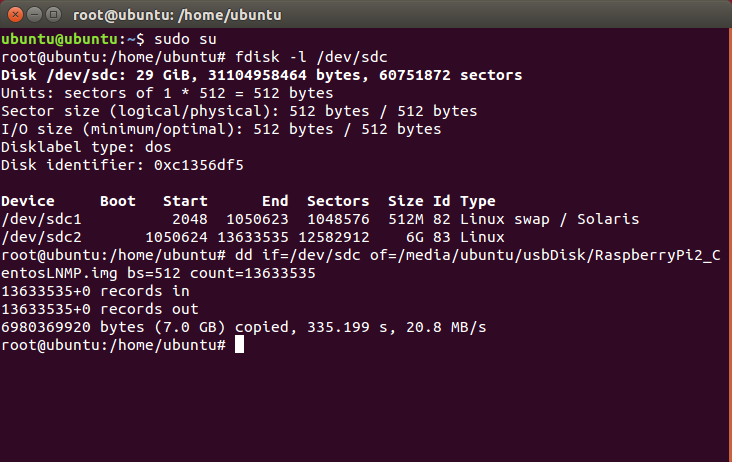 root@ubuntu: /home/ubuntu
ubuntu@ubuntu:~$ sudo su
root@ubuntu:/home/ubuntu# fdisk -l /dev/sdc
Disk /dev/sdc: 29 GiB, 31104958464 bytes, 60751872 sectors
Units: sectors of 1 * 512 = 512 bytes
Sector size (logical/physical): 512 bytes / 512 bytes
I/O size (minimum/optimal): 512 bytes / 512 bytes
Disklabel type: dos
Disk identifier: 0xc1356df5
Device     Boot   Start      End  Sectors  Size Id Type
/dev/sdc1          2048  1050623  1048576  512M 82 Linux swap / Solaris
/dev/sdc2       1050624 13633535 12582912    6G 83 Linux
root@ubuntu:/home/ubuntu# dd if=/dev/sdc of=/media/ubuntu/usbDisk/RaspberryPi2_C
entosLNMP.img bs=512 count=13633535
13633535+0 records in
13633535+0 records out
6980369920 bytes (7.0 GB) copied, 335.199 s, 20.8 MB/s
root@ubuntu:/home/ubuntu#